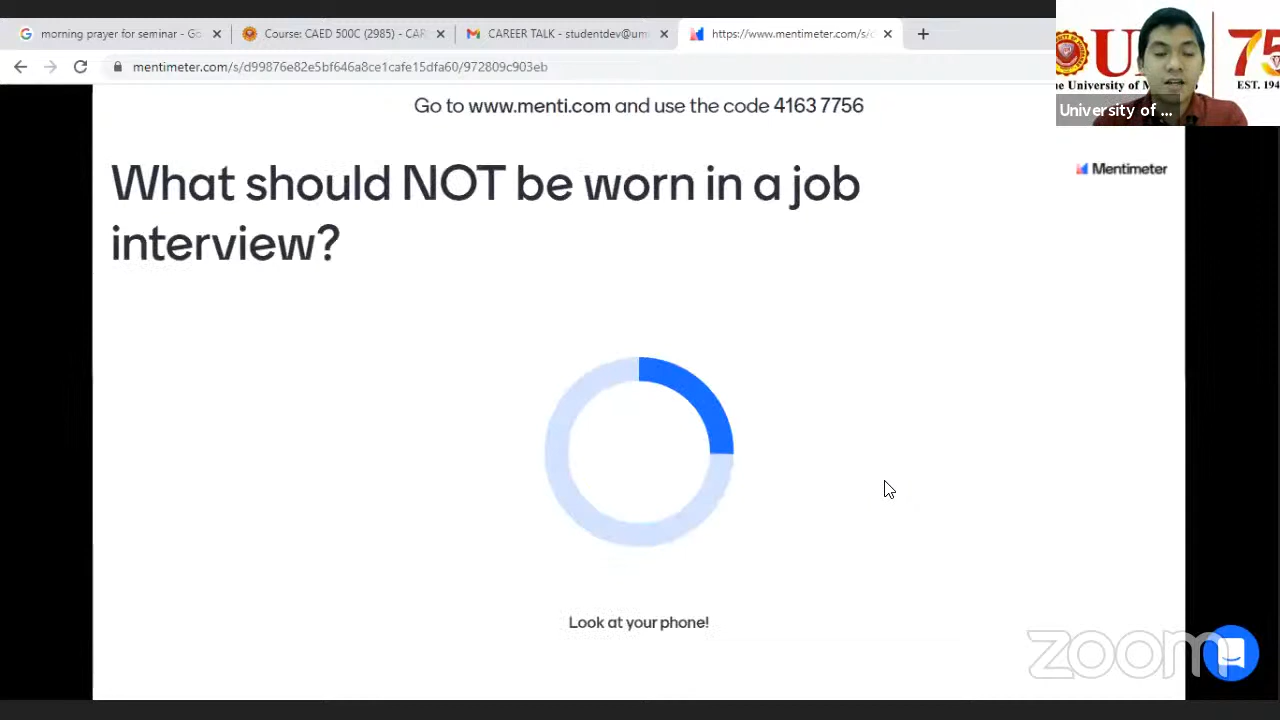 morning prayer for seminar - Go
Course: CAED 500C (2985) - CAR
CAREER TALK - studentdev@um
https://www.mentimeter.com/s/
mentimeter.com/s/d99876e82e5bf646a8ce1cafe15dfa60/972809c903eb
75
EST. 194
University of ...
Go to www.menti.com and use the code 4163 7756
Mentimeter
What should NOT be worn in a job
interview?
Look at your phone!
zoom